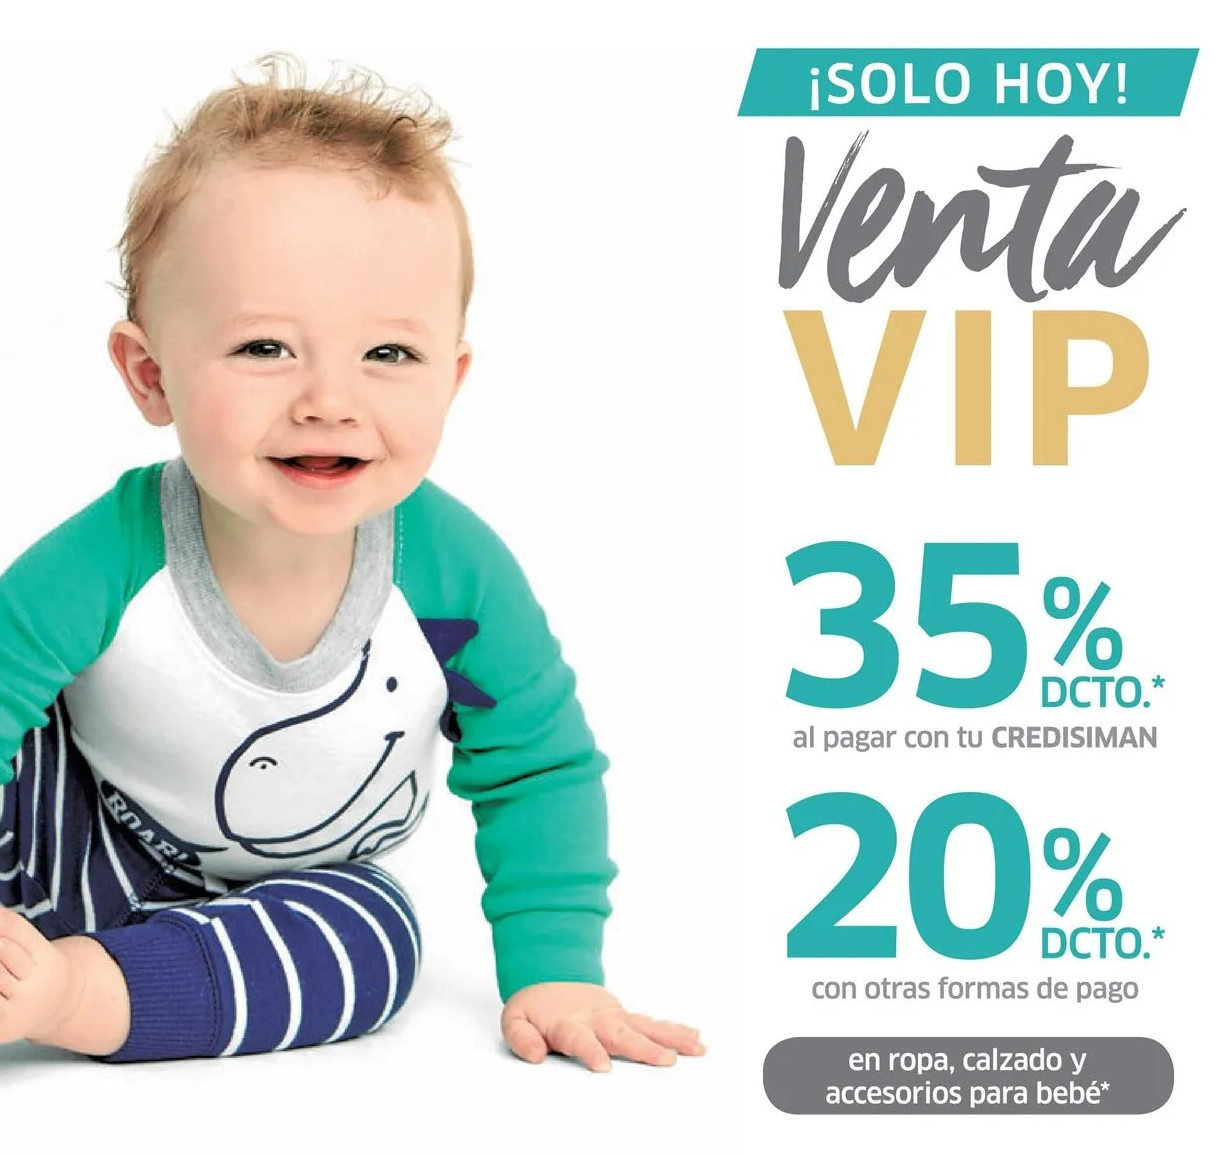 ¡SOLO HOY!
Venta
VIP
35%
DCTO.*
al pagar con tu CREDISIMAN
20%
DCTO.*
con otras formas de pago
en ropa, calzado y
accesorios para bebé*
ROAR!